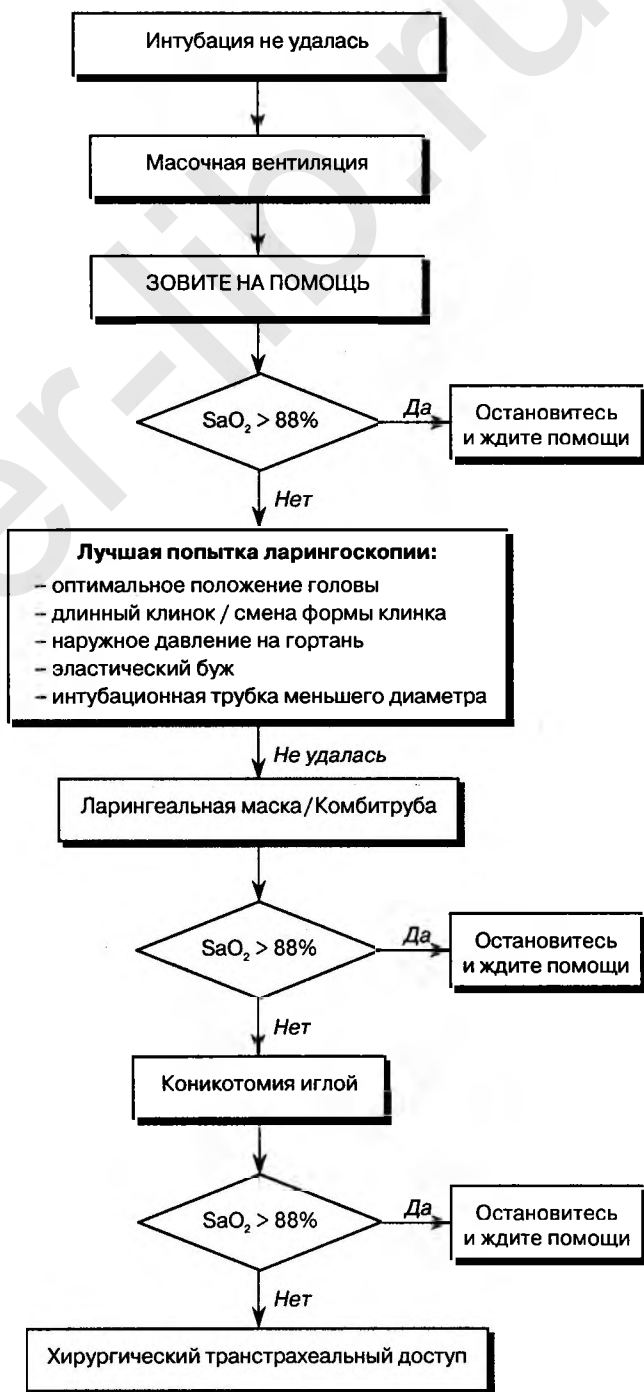 Интубация не удалась
Масочная вентиляция
ЗОВИТЕ НА ПОМОЩЬ
SaO₂ > 88%
Да
Остановитесь
и ждите помощи
Нет
Лучшая попытка ларингоскопии:
– оптимальное положение головы
– длинный клинок / смена формы клинка
– наружное давление на гортань
– эластический буж
– интубационная трубка меньшего диаметра
Не удалась
Ларингеальная маска/Комбитруба
SaO₂ > 88%
Да
Остановитесь
и ждите помощи
Нет
Коникотомия иглой
SaO₂ > 88%
Да
Остановитесь
и ждите помощи
Нет
Хирургический транстрахеальный доступ